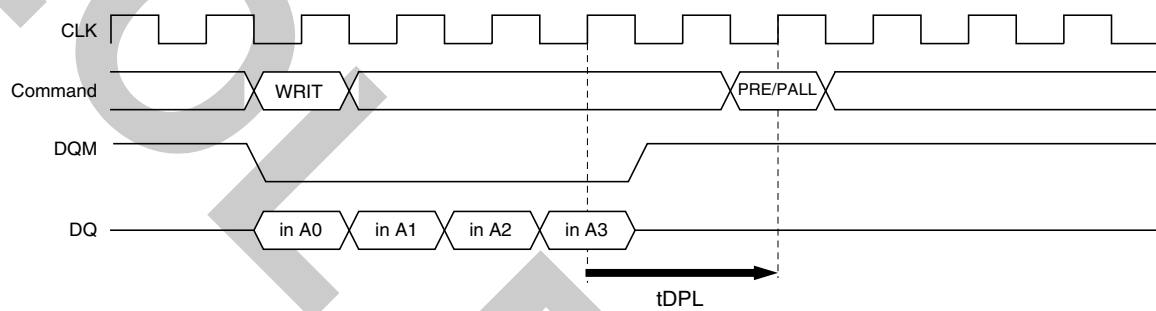 CLK
Command
WRIT
PRE/PALL
DQM
DQ
in A0
in A1
in A2
in A3
tDPL